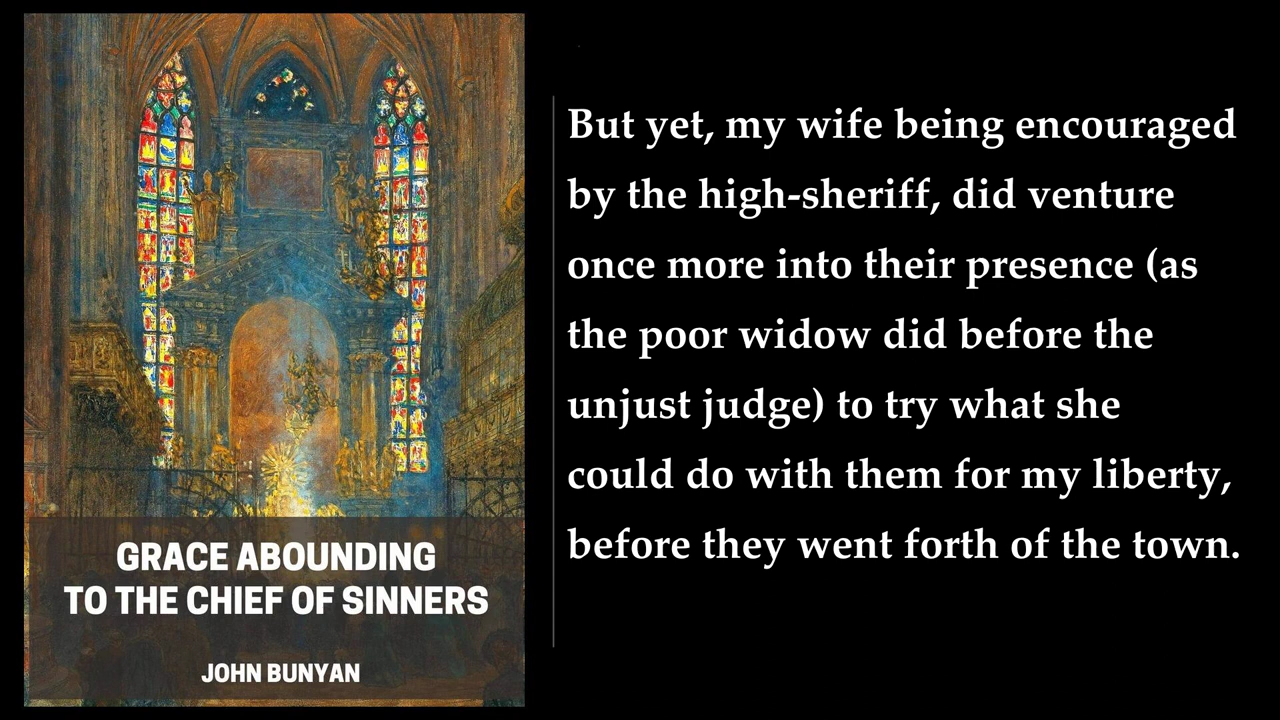 GRACE ABOUNDING
TO THE CHIEF OF SINNERS
JOHN BUNYAN
But yet, my wife being encouraged
by the high-sheriff, did venture
once more into their presence (as
the poor widow did before the
unjust judge) to try what she
could do with them for my liberty,
before they went forth of the town.